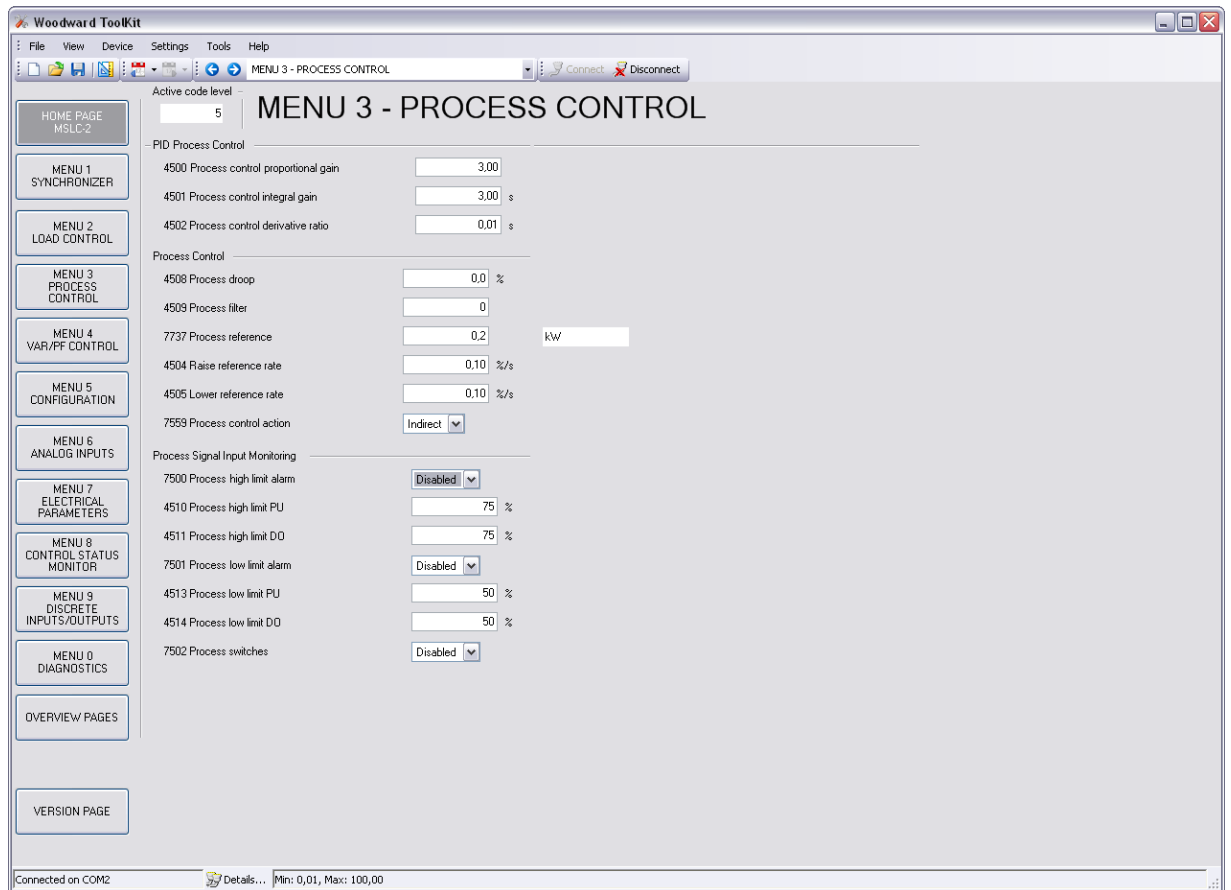 Woodward ToolKit
File View Device Settings Tools Help
MENU 3 - PROCESS CONTROL Connect Disconnect
HOME PAGE
MSLC-2
MENU 1
SYNCHRONIZER
MENU 2
LOAD CONTROL
MENU 3
PROCESS
CONTROL
MENU 4
VAR/PF CONTROL
MENU 5
CONFIGURATION
MENU 6
ANALOG INPUTS
MENU 7
ELECTRICAL
PARAMETERS
MENU 8
CONTROL STATUS
MONITOR
MENU 9
DISCRETE
INPUTS/OUTPUTS
MENU 0
DIAGNOSTICS
OVERVIEW PAGES
VERSION PAGE
Active code level
5
MENU 3 - PROCESS CONTROL
PID Process Control
4500 Process control proportional gain 3,00
4501 Process control integral gain 3,00 s
4502 Process control derivative ratio 0,01 s
Process Control
4508 Process droop 0,0 %
4509 Process filter 0
7737 Process reference 0,2 kW
4504 Raise reference rate 0,10 %/s
4505 Lower reference rate 0,10 %/s
7559 Process control action Indirect
Process Signal Input Monitoring
7500 Process high limit alarm Disabled
4510 Process high limit PU 75 %
4511 Process high limit DO 75 %
7501 Process low limit alarm Disabled
4513 Process low limit PU 50 %
4514 Process low limit DO 50 %
7502 Process switches Disabled
Connected on COM2 Details... Min: 0,01, Max: 100,00